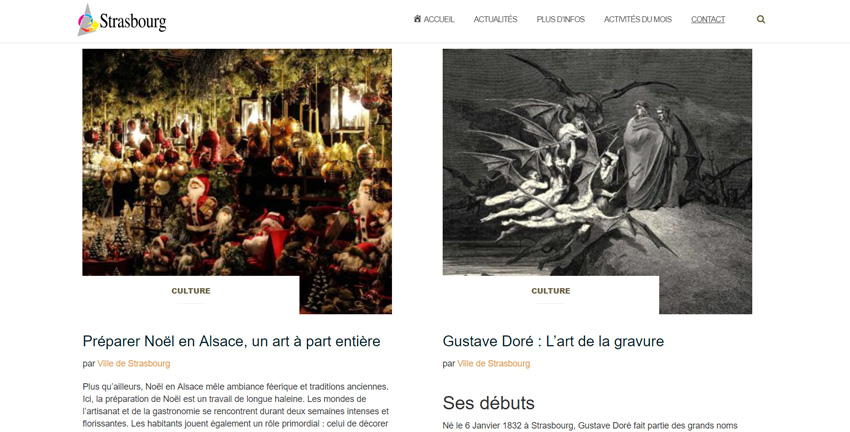 Strasbourg
ACCUEIL
ACTUALITÉS
PLUS D'INFOS
ACTIVITÉS DU MOIS
CONTACT
CULTURE
Préparer Noël en Alsace, un art à part entière
par Ville de Strasbourg
Plus qu'ailleurs, Noël en Alsace mêle ambiance féerique et traditions anciennes.
Ici, la préparation de Noël est un travail de longue haleine. Les mondes de
l'artisanat et de la gastronomie se rencontrent durant deux semaines intenses et
florissantes. Les habitants jouent également un rôle primordial : celui de décorer
CULTURE
Gustave Doré : L'art de la gravure
par Ville de Strasbourg
Ses débuts
Né le 6 Janvier 1832 à Strasbourg, Gustave Doré fait partie des grands noms